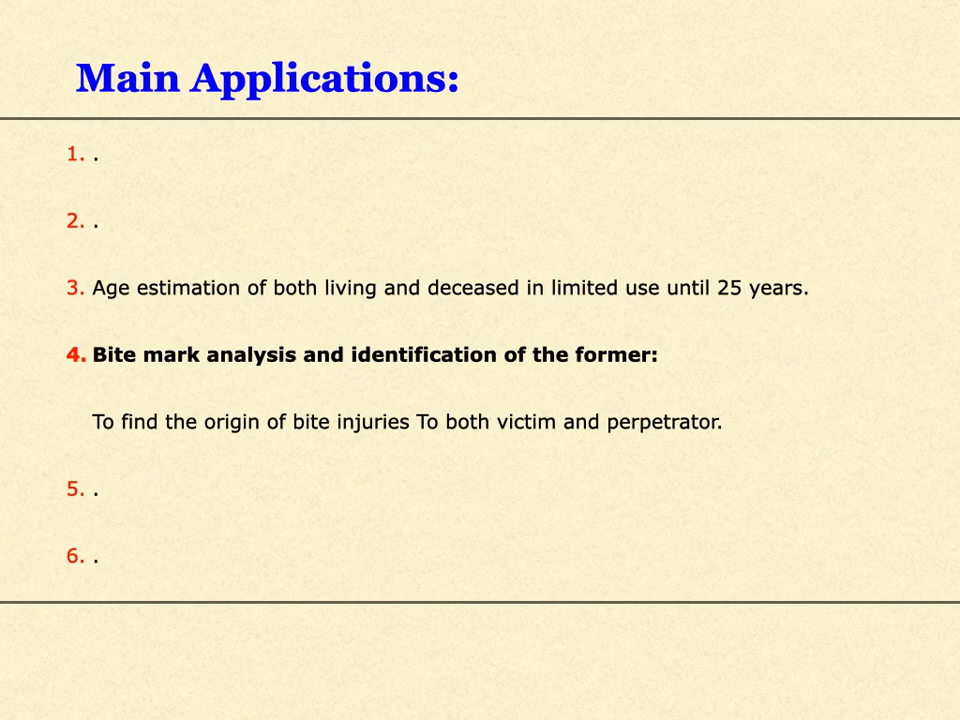 Main Applications:
1. .
2. .
3. Age estimation of both living and deceased in limited use until 25 years.
4. Bite mark analysis and identification of the former:
To find the origin of bite injuries To both victim and perpetrator.
5. .
6. .